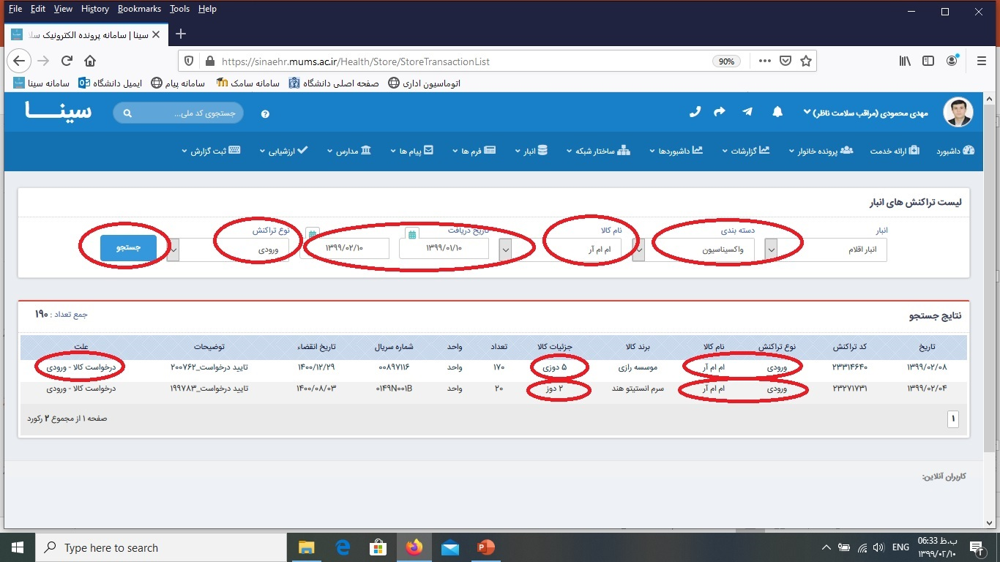 File Edit View History Bookmarks Tools Help
سینا | سامانه پرونده الکترونیک سلا
https://sinaehr.mums.ac.ir/Health/Store/StoreTransactionList 90%
سامانه سینا ایمیل دانشگاه سامانه پیام سامانه سامک صفحه اصلی دانشگاه اتوماسیون اداری
مهدی محمودی (مراقب سلامت ناظر) جستجوی کد ملی... سینا
داشبورد ارائه خدمت پرونده خانوار گزارشات داشبوردها ساختار شبکه انبار فرم ها پیام ها مدارس ارزشیابی ثبت گزارش
لیست تراکنش های انبار
انبار دسته بندی نام کالا تاریخ دریافت نوع تراکنش
انبار اقلام واکسیناسیون ام ام آر ۱۳۹۹/۰۱/۱۰ ۱۳۹۹/۰۲/۱۰ ورودی جستجو
نتایج جستجو جمع تعداد : ۱۹۰
تاریخ کد تراکنش نوع تراکنش نام کالا برند کالا جزئیات کالا تعداد واحد شماره سریال تاریخ انقضاء توضیحات علت
۱۳۹۹/۰۲/۰۸ ۲۳۳۱۴۶۴۰ ورودی ام ام آر موسسه رازی ۵ دوزی ۱۷۰ واحد ۰۰۸۹۷۱۱۶ ۱۴۰۰/۱۲/۲۹ تایید درخواست_۲۰۰۷۶۲ درخواست کالا - ورودی
۱۳۹۹/۰۲/۰۴ ۲۳۲۷۱۷۳۱ ورودی ام ام آر سرم انستیتو هند ۲ دوز ۲۰ واحد ۰۱۴۹N۰۰۱B ۱۴۰۰/۰۸/۰۳ تایید درخواست_۱۹۹۷۸۳ درخواست کالا - ورودی
۱ صفحه ۱ از مجموع ۲ رکورد
کاربران آنلاین:
Type here to search ENG 06:33 ب.ظ
۱۳۹۹/۰۲/۱۰